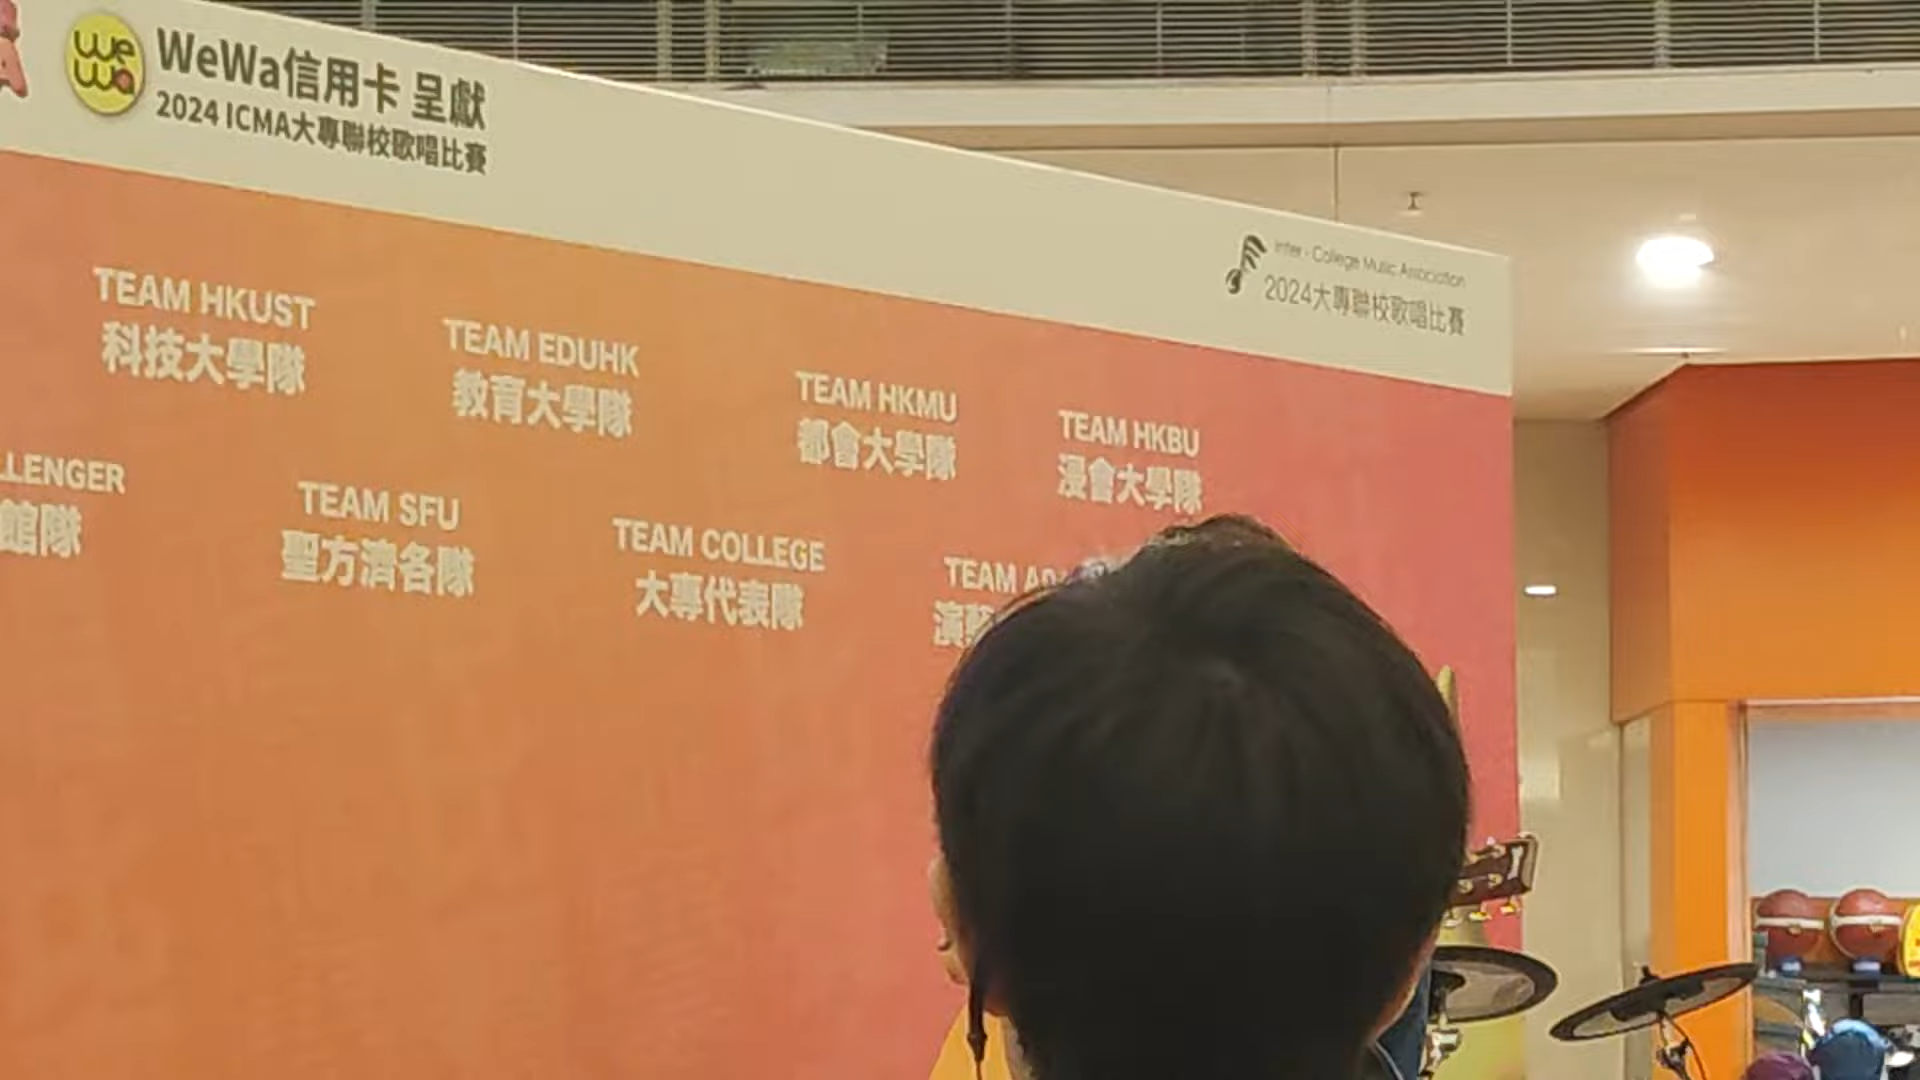 we
wa
WeWa信用卡 呈獻
2024 ICMA大專聯校歌唱比賽
Inter - College Music Association
2024大專聯校歌唱比賽
TEAM HKUST
科技大學隊
TEAM EDUHK
教育大學隊
TEAM HKMU
都會大學隊
TEAM HKBU
浸會大學隊
LLENGER
館隊
TEAM SFU
聖方濟各隊
TEAM COLLEGE
大專代表隊
TEAM
演